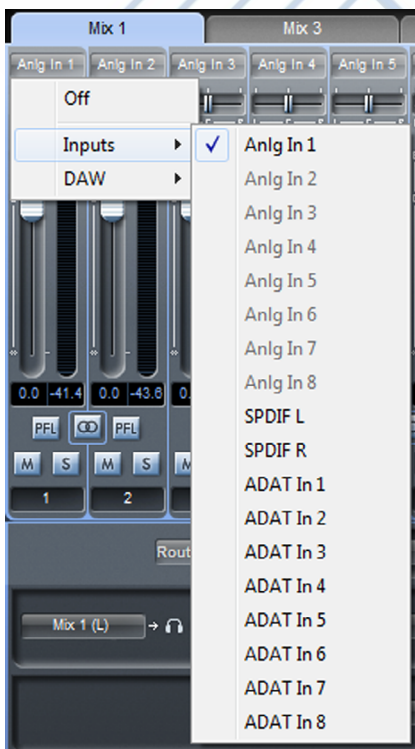 Mix 1
Mix 3
Anlg In 1
Anlg In 2
Anlg In 3
Anlg In 4
Anlg In 5
Off
Inputs
DAW
✓ Anlg In 1
Anlg In 2
Anlg In 3
Anlg In 4
Anlg In 5
Anlg In 6
Anlg In 7
Anlg In 8
SPDIF L
SPDIF R
ADAT In 1
ADAT In 2
ADAT In 3
ADAT In 4
ADAT In 5
ADAT In 6
ADAT In 7
ADAT In 8
0.0 -41.4 0.0 -43.6 0.
PFL PFL
M S M S M
1 2
Rout
Mix 1 (L)